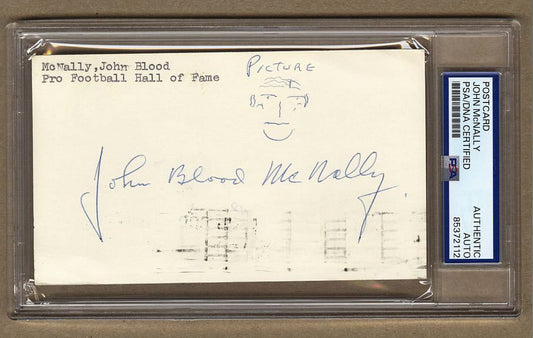 McNally,John Blood
Pro Football Hall of Fame
PICTURE
John Blood McNally
POSTCARD
JOHN McNALLY
PSA/DNA CERTIFIED
PSA
AUTHENTIC
AUTO
85372112